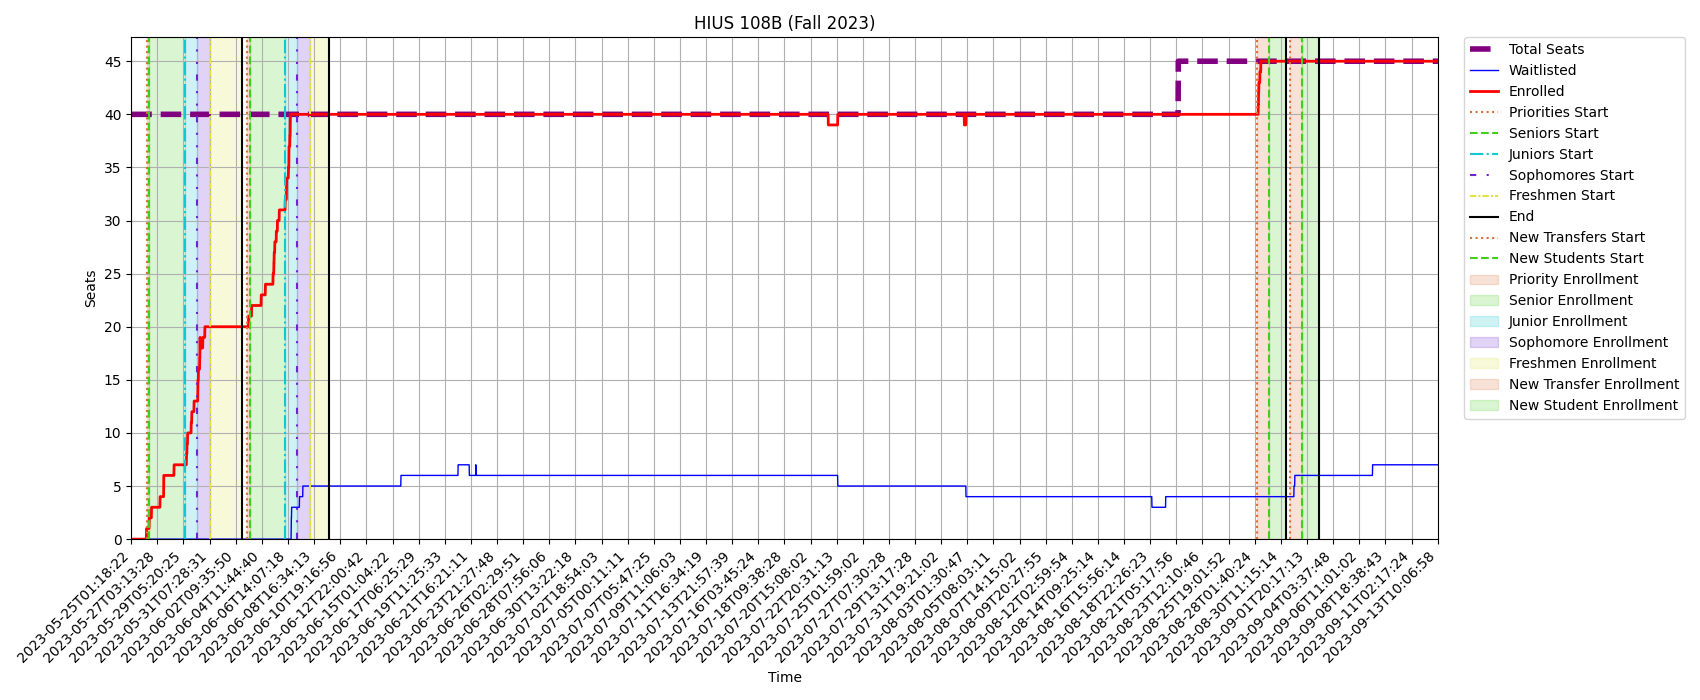 HIUS 108B (Fall 2023)
Seats
45
40
35
30
25
20
15
10
5
0
2023-05-25T01:18:22
2023-05-27T03:13:28
2023-05-29T05:20:25
2023-05-31T07:28:31
2023-06-02T09:35:50
2023-06-04T11:44:40
2023-06-06T14:07:18
2023-06-08T16:34:13
2023-06-10T19:16:56
2023-06-12T22:00:42
2023-06-15T01:04:22
2023-06-17T06:25:29
2023-06-19T11:25:33
2023-06-21T16:21:11
2023-06-23T21:27:48
2023-06-26T02:29:51
2023-06-28T07:56:06
2023-06-30T13:22:18
2023-07-02T18:54:03
2023-07-05T00:11:11
2023-07-07T05:47:25
2023-07-09T11:06:03
2023-07-11T16:34:19
2023-07-13T21:57:39
2023-07-16T03:45:24
2023-07-18T09:38:28
2023-07-20T15:08:02
2023-07-22T20:31:13
2023-07-25T01:59:02
2023-07-27T07:30:28
2023-07-29T13:17:28
2023-07-31T19:21:02
2023-08-03T01:30:47
2023-08-05T08:03:11
2023-08-07T14:15:02
2023-08-09T20:27:55
2023-08-12T02:59:54
2023-08-14T09:25:14
2023-08-16T15:56:14
2023-08-18T22:26:23
2023-08-21T05:17:56
2023-08-23T12:10:46
2023-08-25T19:01:52
2023-08-28T01:40:24
2023-08-30T11:15:14
2023-09-01T20:17:13
2023-09-04T03:37:48
2023-09-06T11:01:02
2023-09-08T18:38:43
2023-09-11T02:17:24
2023-09-13T10:06:58
Time
Total Seats
Waitlisted
Enrolled
Priorities Start
Seniors Start
Juniors Start
Sophomores Start
Freshmen Start
End
New Transfers Start
New Students Start
Priority Enrollment
Senior Enrollment
Junior Enrollment
Sophomore Enrollment
Freshmen Enrollment
New Transfer Enrollment
New Student Enrollment